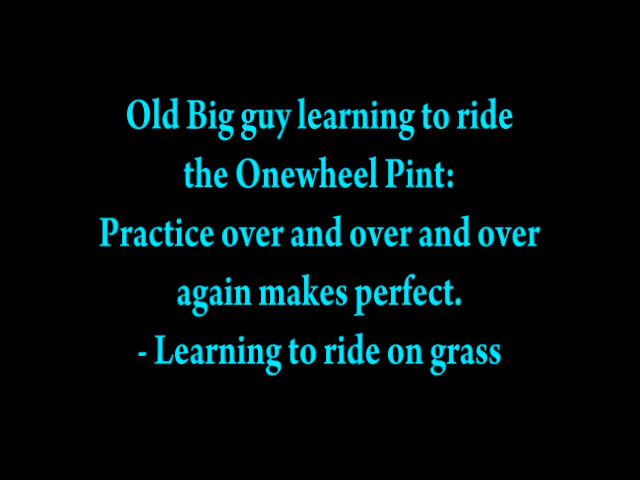 Old Big guy learning to ride
the Onewheel Pint:
Practice over and over and over
again makes perfect.
- Learning to ride on grass